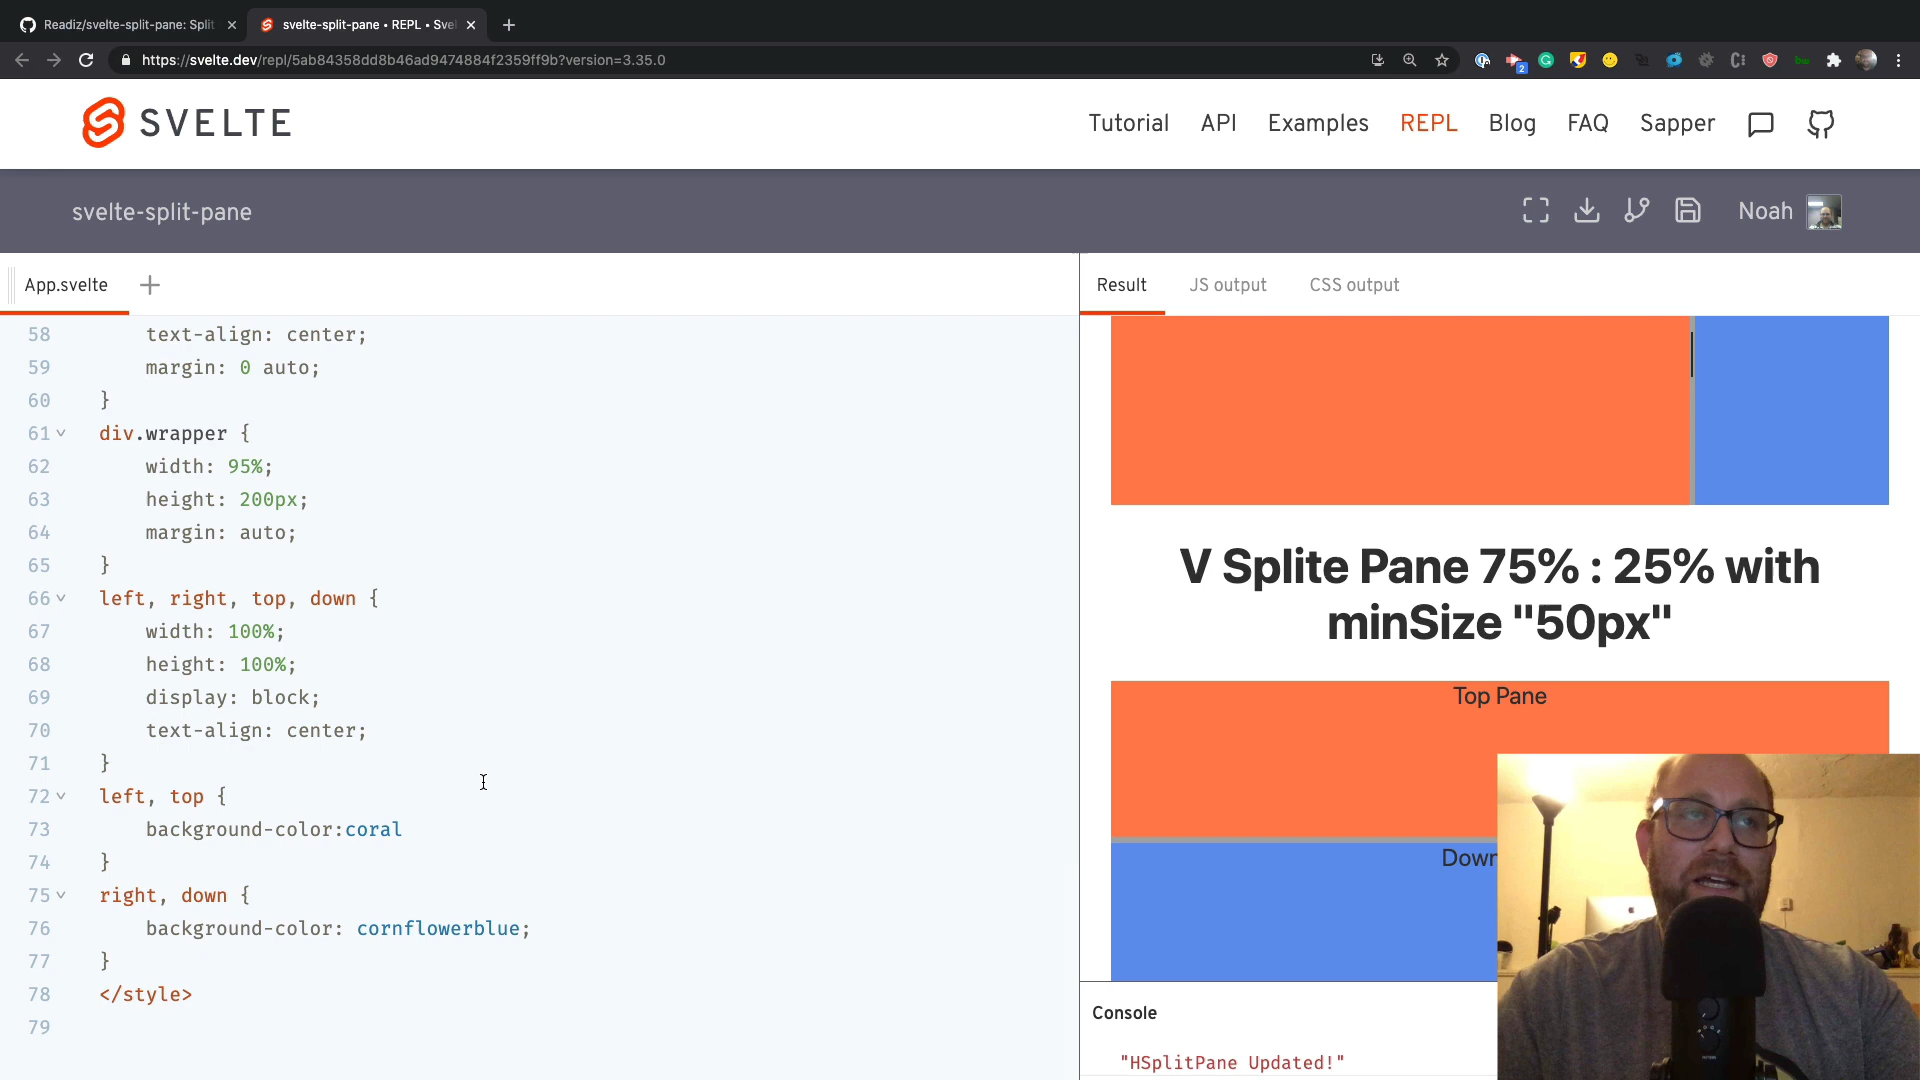 Readiz/svelte-split-pane: Split
svelte-split-pane • REPL • Svel
https://svelte.dev/repl/5ab84358dd8b46ad9474884f2359ff9b?version=3.35.0
2
SVELTE
Tutorial
API
Examples
REPL
Blog
FAQ
Sapper
svelte-split-pane
Noah
App.svelte
Result
JS output
CSS output
58 text-align: center;
59 margin: 0 auto;
60 }
61 div.wrapper {
62 width: 95%;
63 height: 200px;
64 margin: auto;
65 }
66 left, right, top, down {
67 width: 100%;
68 height: 100%;
69 display: block;
70 text-align: center;
71 }
72 left, top {
73 background-color:coral
74 }
75 right, down {
76 background-color: cornflowerblue;
77 }
78 </style>
79
V Splite Pane 75% : 25% with
minSize "50px"
Top Pane
Down
Console
"HSplitPane Updated!"